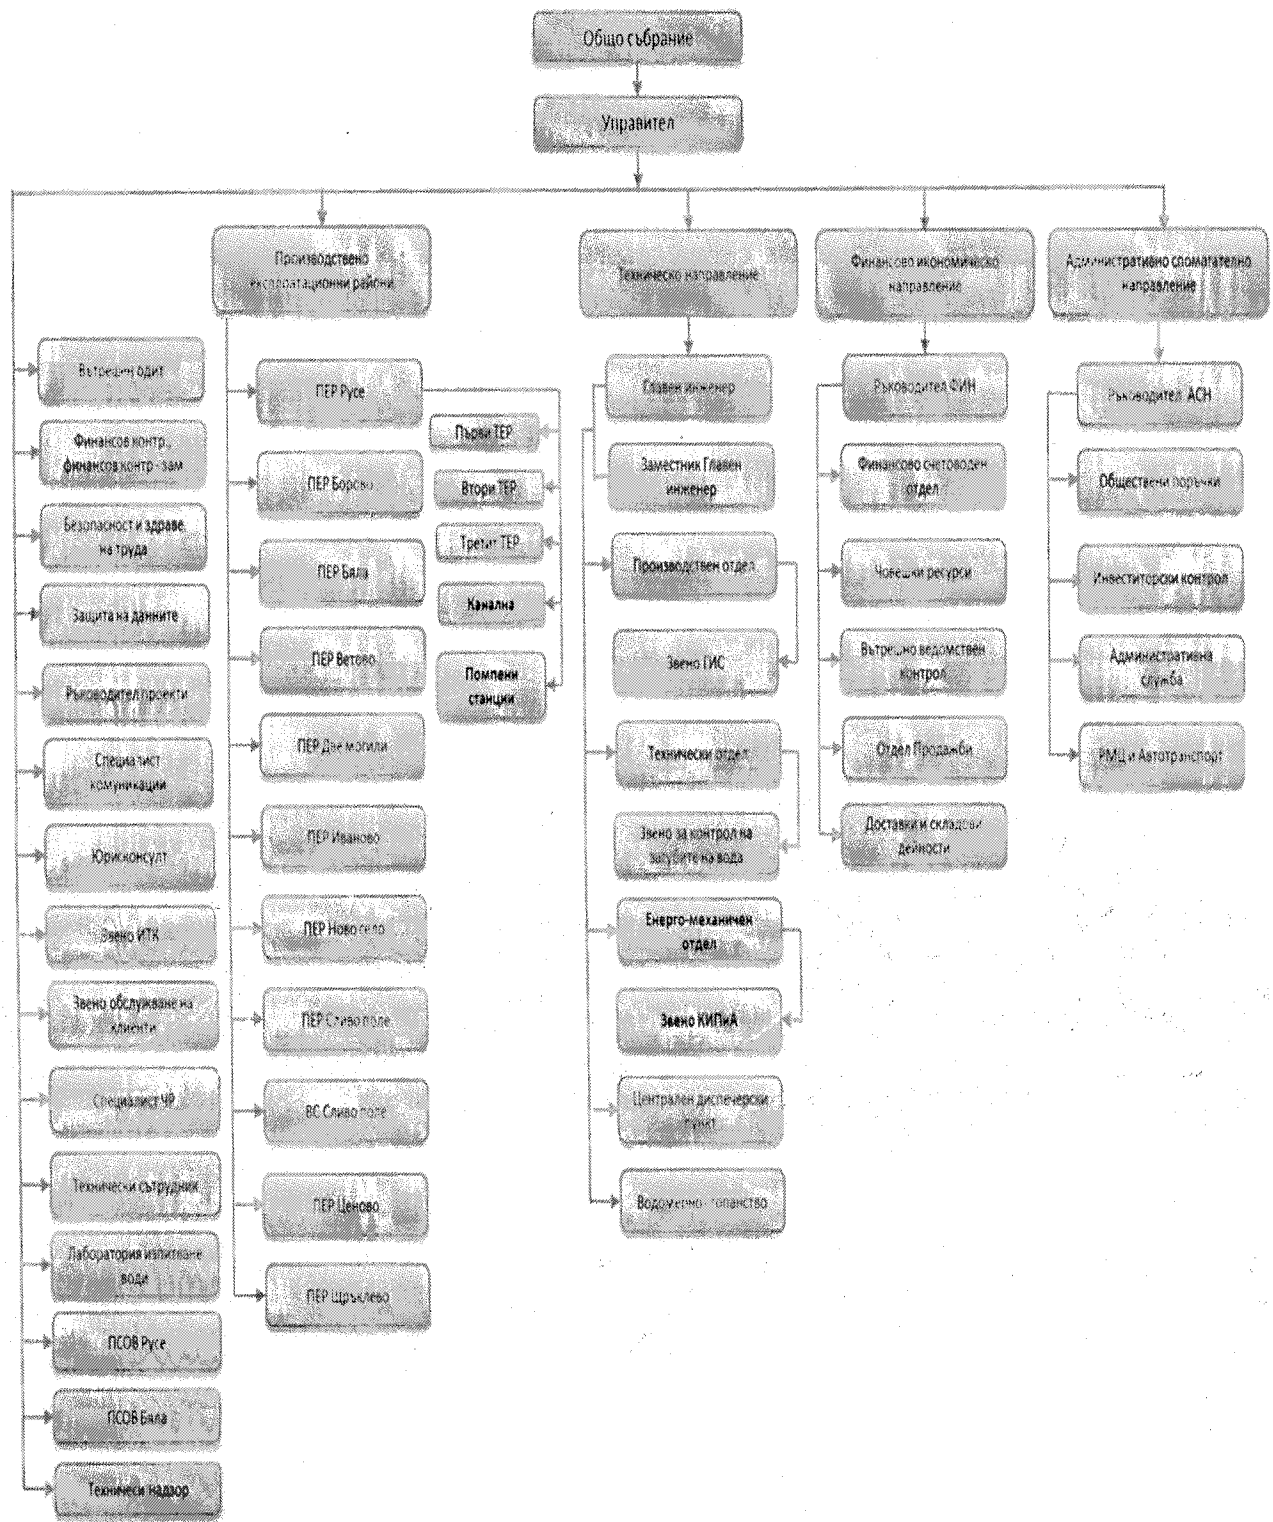 Общо събрание
Управител
Производствено
експлоатационни райони
Техническо направление
Финансово икономическо
направление
Административно спомагателно
направление
Вътрешен одит
Финансов контр.,
финансов контр - зам
Безопасност и здраве
на труда
Защита на данните
Ръководител проекти
Специалист
комуникации
Юрисконсулт
Звено ИТК
Звено обслужване на
клиенти
Специалист ЧР
Технически сътрудник
Лаборатория изпитване
води
ПСОВ Русе
ПСОВ Бяла
Техничеси надзор
ПЕР Русе
ПЕР Борово
ПЕР Бяла
ПЕР Ветово
ПЕР Две могили
ПЕР Иваново
ПЕР Ново село
ПЕР Сливо поле
ВС Сливо поле
ПЕР Ценово
ПЕР Щръклево
Първи ТЕР
Втори ТЕР
Трети ТЕР
Канална
Помпени
станции
Главен инженер
Заместник Главен
инженер
Производствен отдел
Звено ГИС
Технически отдел
Звено за контрол на
загубите на вода
Енерго-механичен
отдел
Звено КИПиА
Централен диспечерски
пункт
Водомерно стопанство
Ръководител ФИН
Финансово счетоводен
отдел
Човешки ресурси
Вътрешно ведомствен
контрол
Отдел Продажби
Доставки и складови
дейности
Ръководител АСН
Обществени поръчки
Инвеститорски контрол
Административна
служба
РМЦ и Автотранспорт